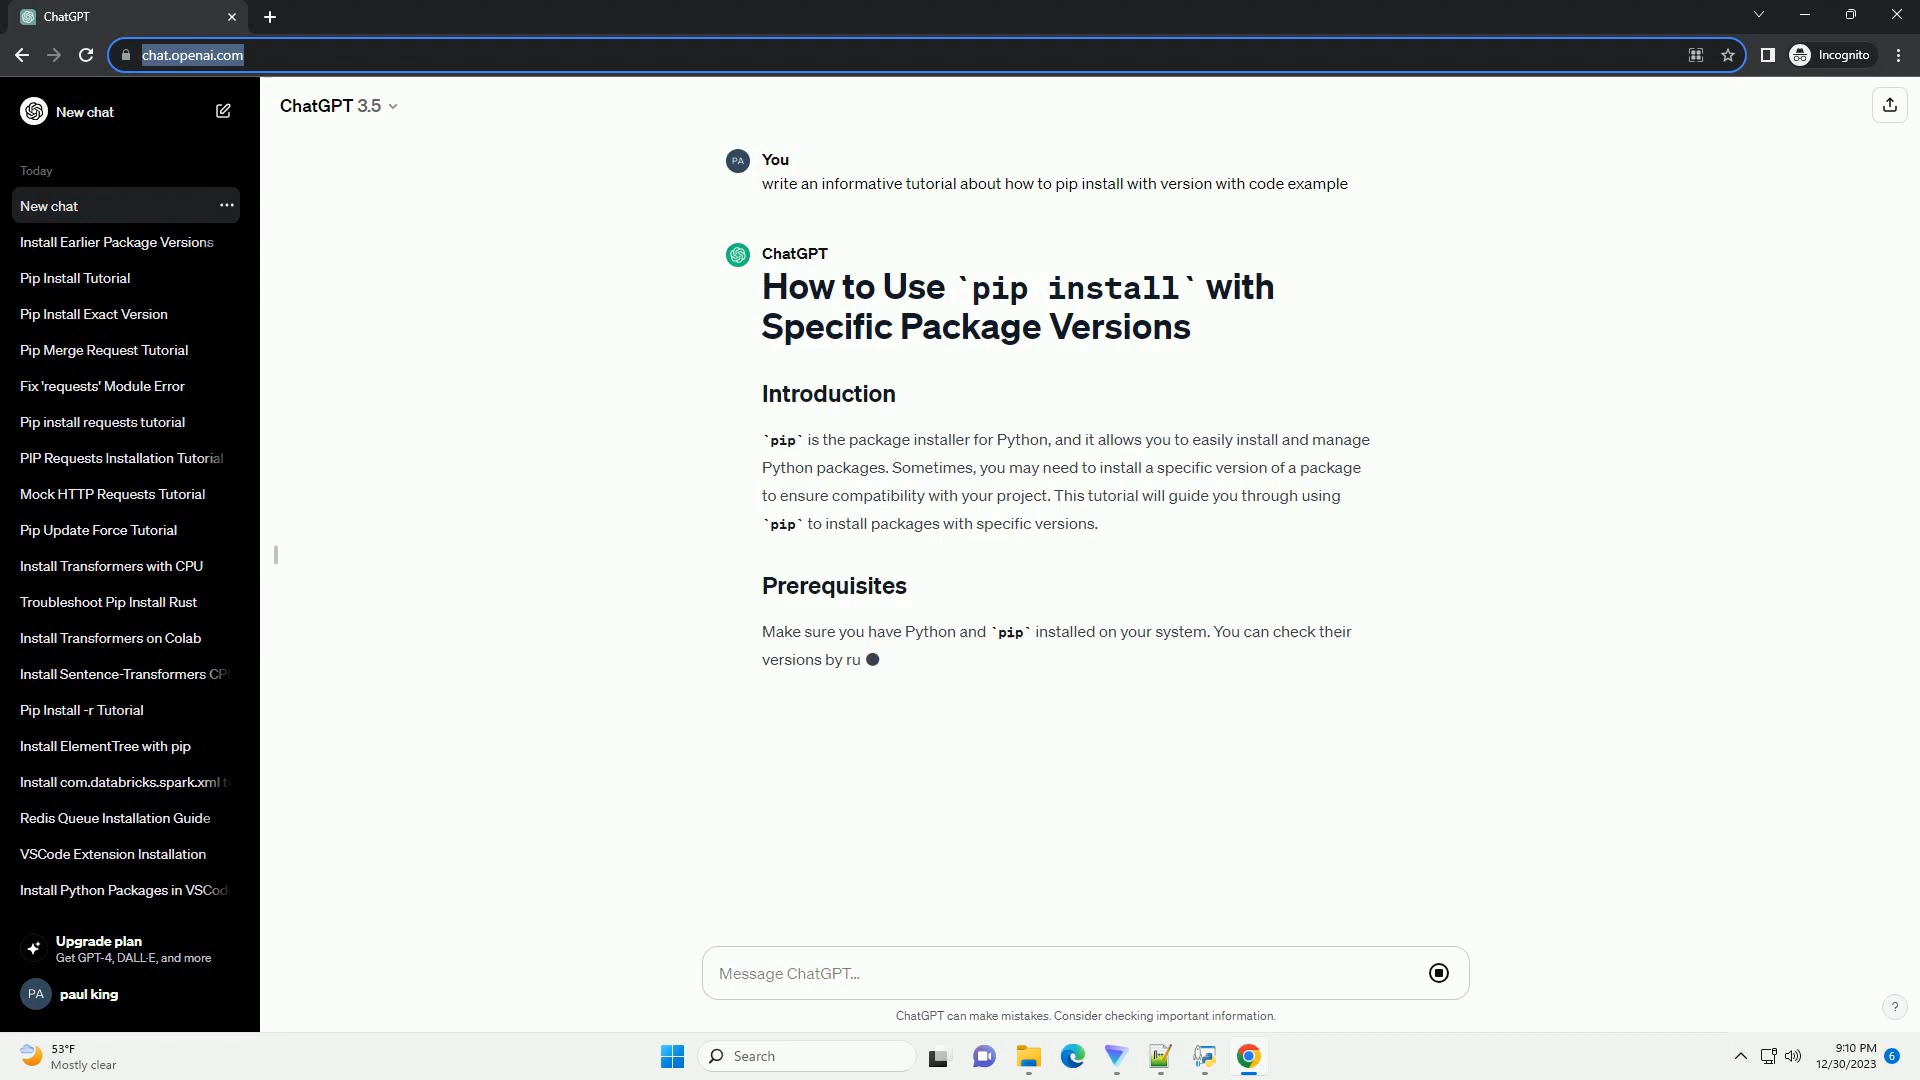 ChatGPT
chat.openai.com
Incognito
New chat
Today
New chat
Install Earlier Package Versions
Pip Install Tutorial
Pip Install Exact Version
Pip Merge Request Tutorial
Fix 'requests' Module Error
Pip install requests tutorial
PIP Requests Installation Tutorial
Mock HTTP Requests Tutorial
Pip Update Force Tutorial
Install Transformers with CPU
Troubleshoot Pip Install Rust
Install Transformers on Colab
Install Sentence-Transformers CP
Pip Install -r Tutorial
Install ElementTree with pip
Install com.databricks.spark.xml t
Redis Queue Installation Guide
VSCode Extension Installation
Install Python Packages in VSCod
Upgrade plan
Get GPT-4, DALL·E, and more
PA paul king
ChatGPT 3.5
PA You
write an informative tutorial about how to pip install with version with code example
ChatGPT
How to Use `pip install` with
Specific Package Versions
Introduction
`pip` is the package installer for Python, and it allows you to easily install and manage
Python packages. Sometimes, you may need to install a specific version of a package
to ensure compatibility with your project. This tutorial will guide you through using
`pip` to install packages with specific versions.
Prerequisites
Make sure you have Python and `pip` installed on your system. You can check their
versions by ru
Message ChatGPT...
ChatGPT can make mistakes. Consider checking important information.
?
53°F
Mostly clear
Search
9:10 PM
12/30/2023
6